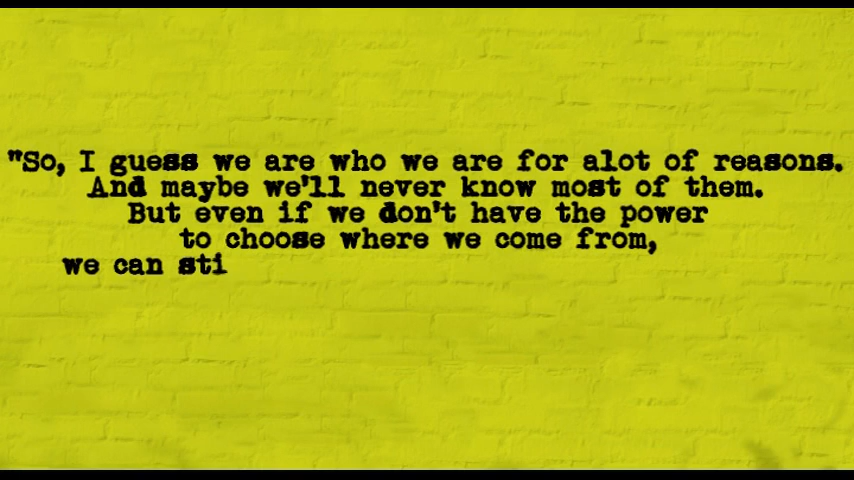 "So, I guess we are who we are for alot of reasons.
And maybe we'll never know most of them.
But even if we don't have the power
to choose where we come from,
we can sti